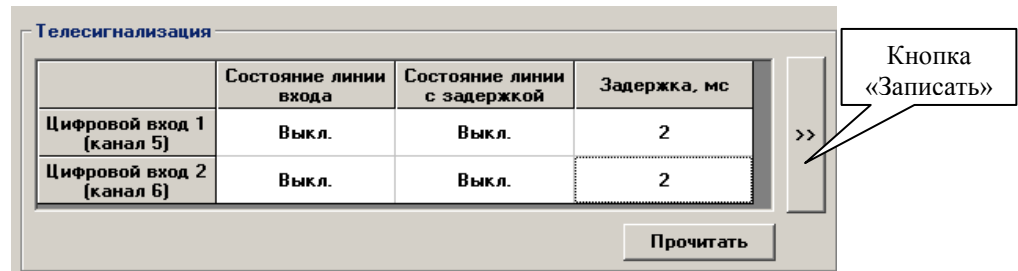 Телесигнализация
Состояние линии входа
Состояние линии с задержкой
Задержка, мс
Цифровой вход 1 (канал 5)
Выкл.
Выкл.
2
Цифровой вход 2 (канал 6)
Выкл.
Выкл.
2
>>
Прочитать
Кнопка
«Записать»